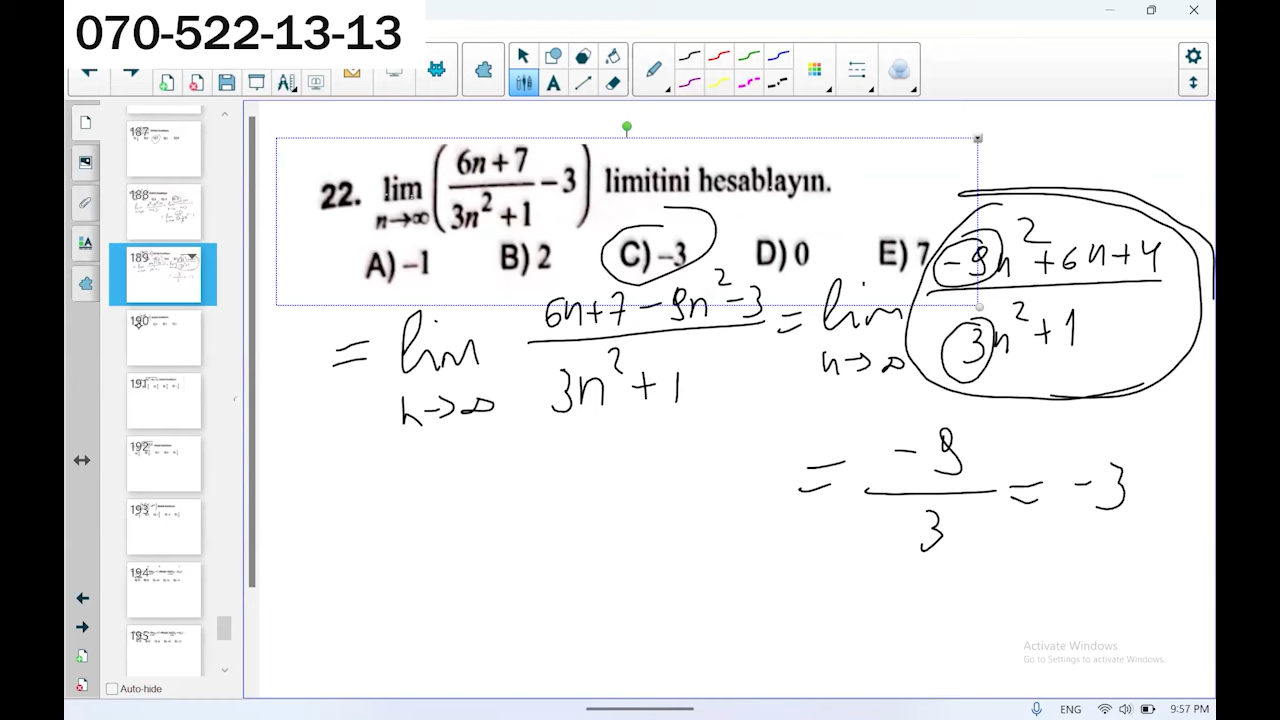 070-522-13-13
22. lim n→∞ ( (6n+7)/(3n²+1) − 3 ) limitini hesablayın.
A) −1 B) 2 C) −3 D) 0 E) 7
= lim n→∞ (6n+7−9n²−3)/(3n²+1) = lim n→∞ (−9n²+6n+4)/(3n²+1)
= −9/3 = −3
187
188
189
190
191
192
193
194
195
Auto-hide
Activate Windows
Go to Settings to activate Windows.
ENG
9:57 PM